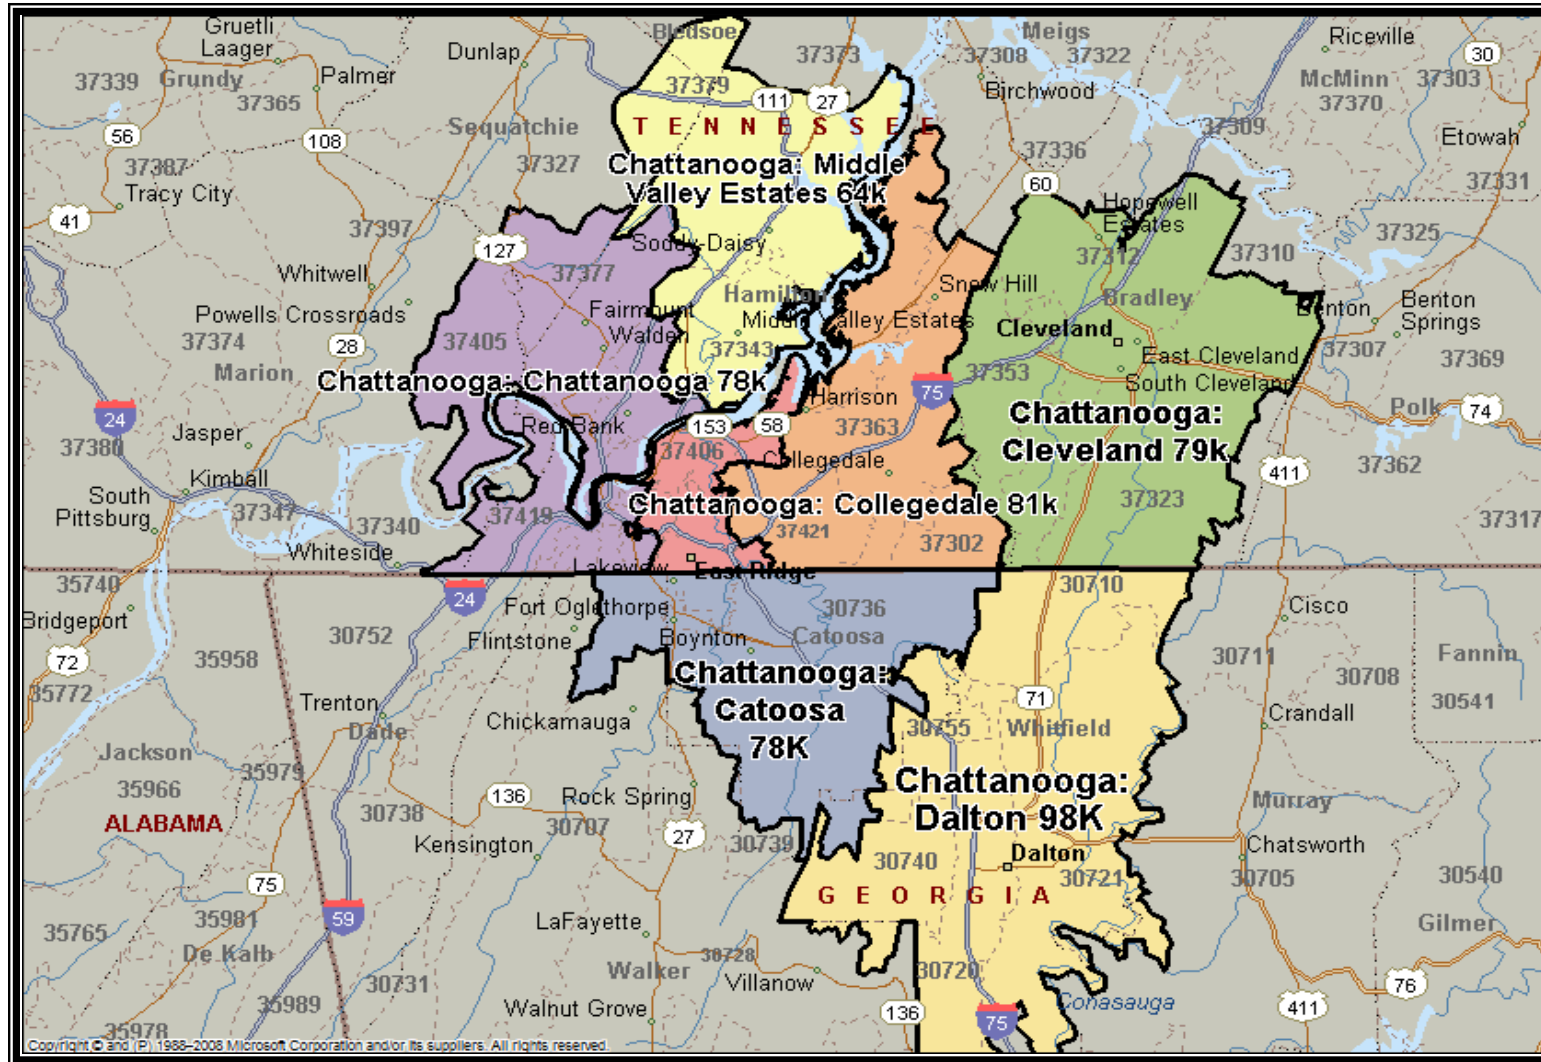 Gruetli
Laager
Bledsoe
Meigs
Riceville
Dunlap
37373
37308
37322
30
37339
Grundy
Palmer
37379
McMinn
37303
37365
111
27
Birchwood
37370
TENNESSEE
56
108
Sequatchie
37309
Etowah
37387
37327
Chattanooga: Middle
Valley Estates 64k
37336
Tracy City
60
37331
41
37397
Hopewell
Estates
37325
127
Soddy-Daisy
37312
37310
Whitwell
37377
Snow Hill
Hamilton
Bradley
Benton
Benton
Springs
Powells Crossroads
Fairmount
Middle Valley Estates
Cleveland
37374
28
37405
Walden
37343
East Cleveland
37307
37369
Marion
Chattanooga: Chattanooga 78k
37353
South Cleveland
24
75
Harrison
Chattanooga:
Cleveland 79k
Polk
74
Jasper
Red Bank
153
58
37363
37380
37406
Collegedale
37362
Kimball
411
South
Pittsburg
Chattanooga: Collegedale 81k
37323
37347
37340
37419
37421
37302
37317
Whiteside
Lakeview
East Ridge
35740
24
30710
Bridgeport
Fort Oglethorpe
30736
Cisco
30752
Flintstone
Boynton
Catoosa
72
35958
30711
Fannin
35772
Chattanooga:
Catoosa
78K
30708
30541
Trenton
71
Chickamauga
30755
Whitfield
Crandall
Dade
Jackson
35979
35966
Chattanooga:
Dalton 98K
136
Rock Spring
Murray
ALABAMA
30738
30707
Kensington
27
30739
30740
Dalton
Chatsworth
75
30721
30705
30540
GEORGIA
59
35981
LaFayette
Gilmer
35765
De Kalb
30728
Walker
30720
30731
Villanow
76
35989
Walnut Grove
136
75
Conasauga
411
35978
Copyright © and (P) 1988–2008 Microsoft Corporation and/or its suppliers. All rights reserved.